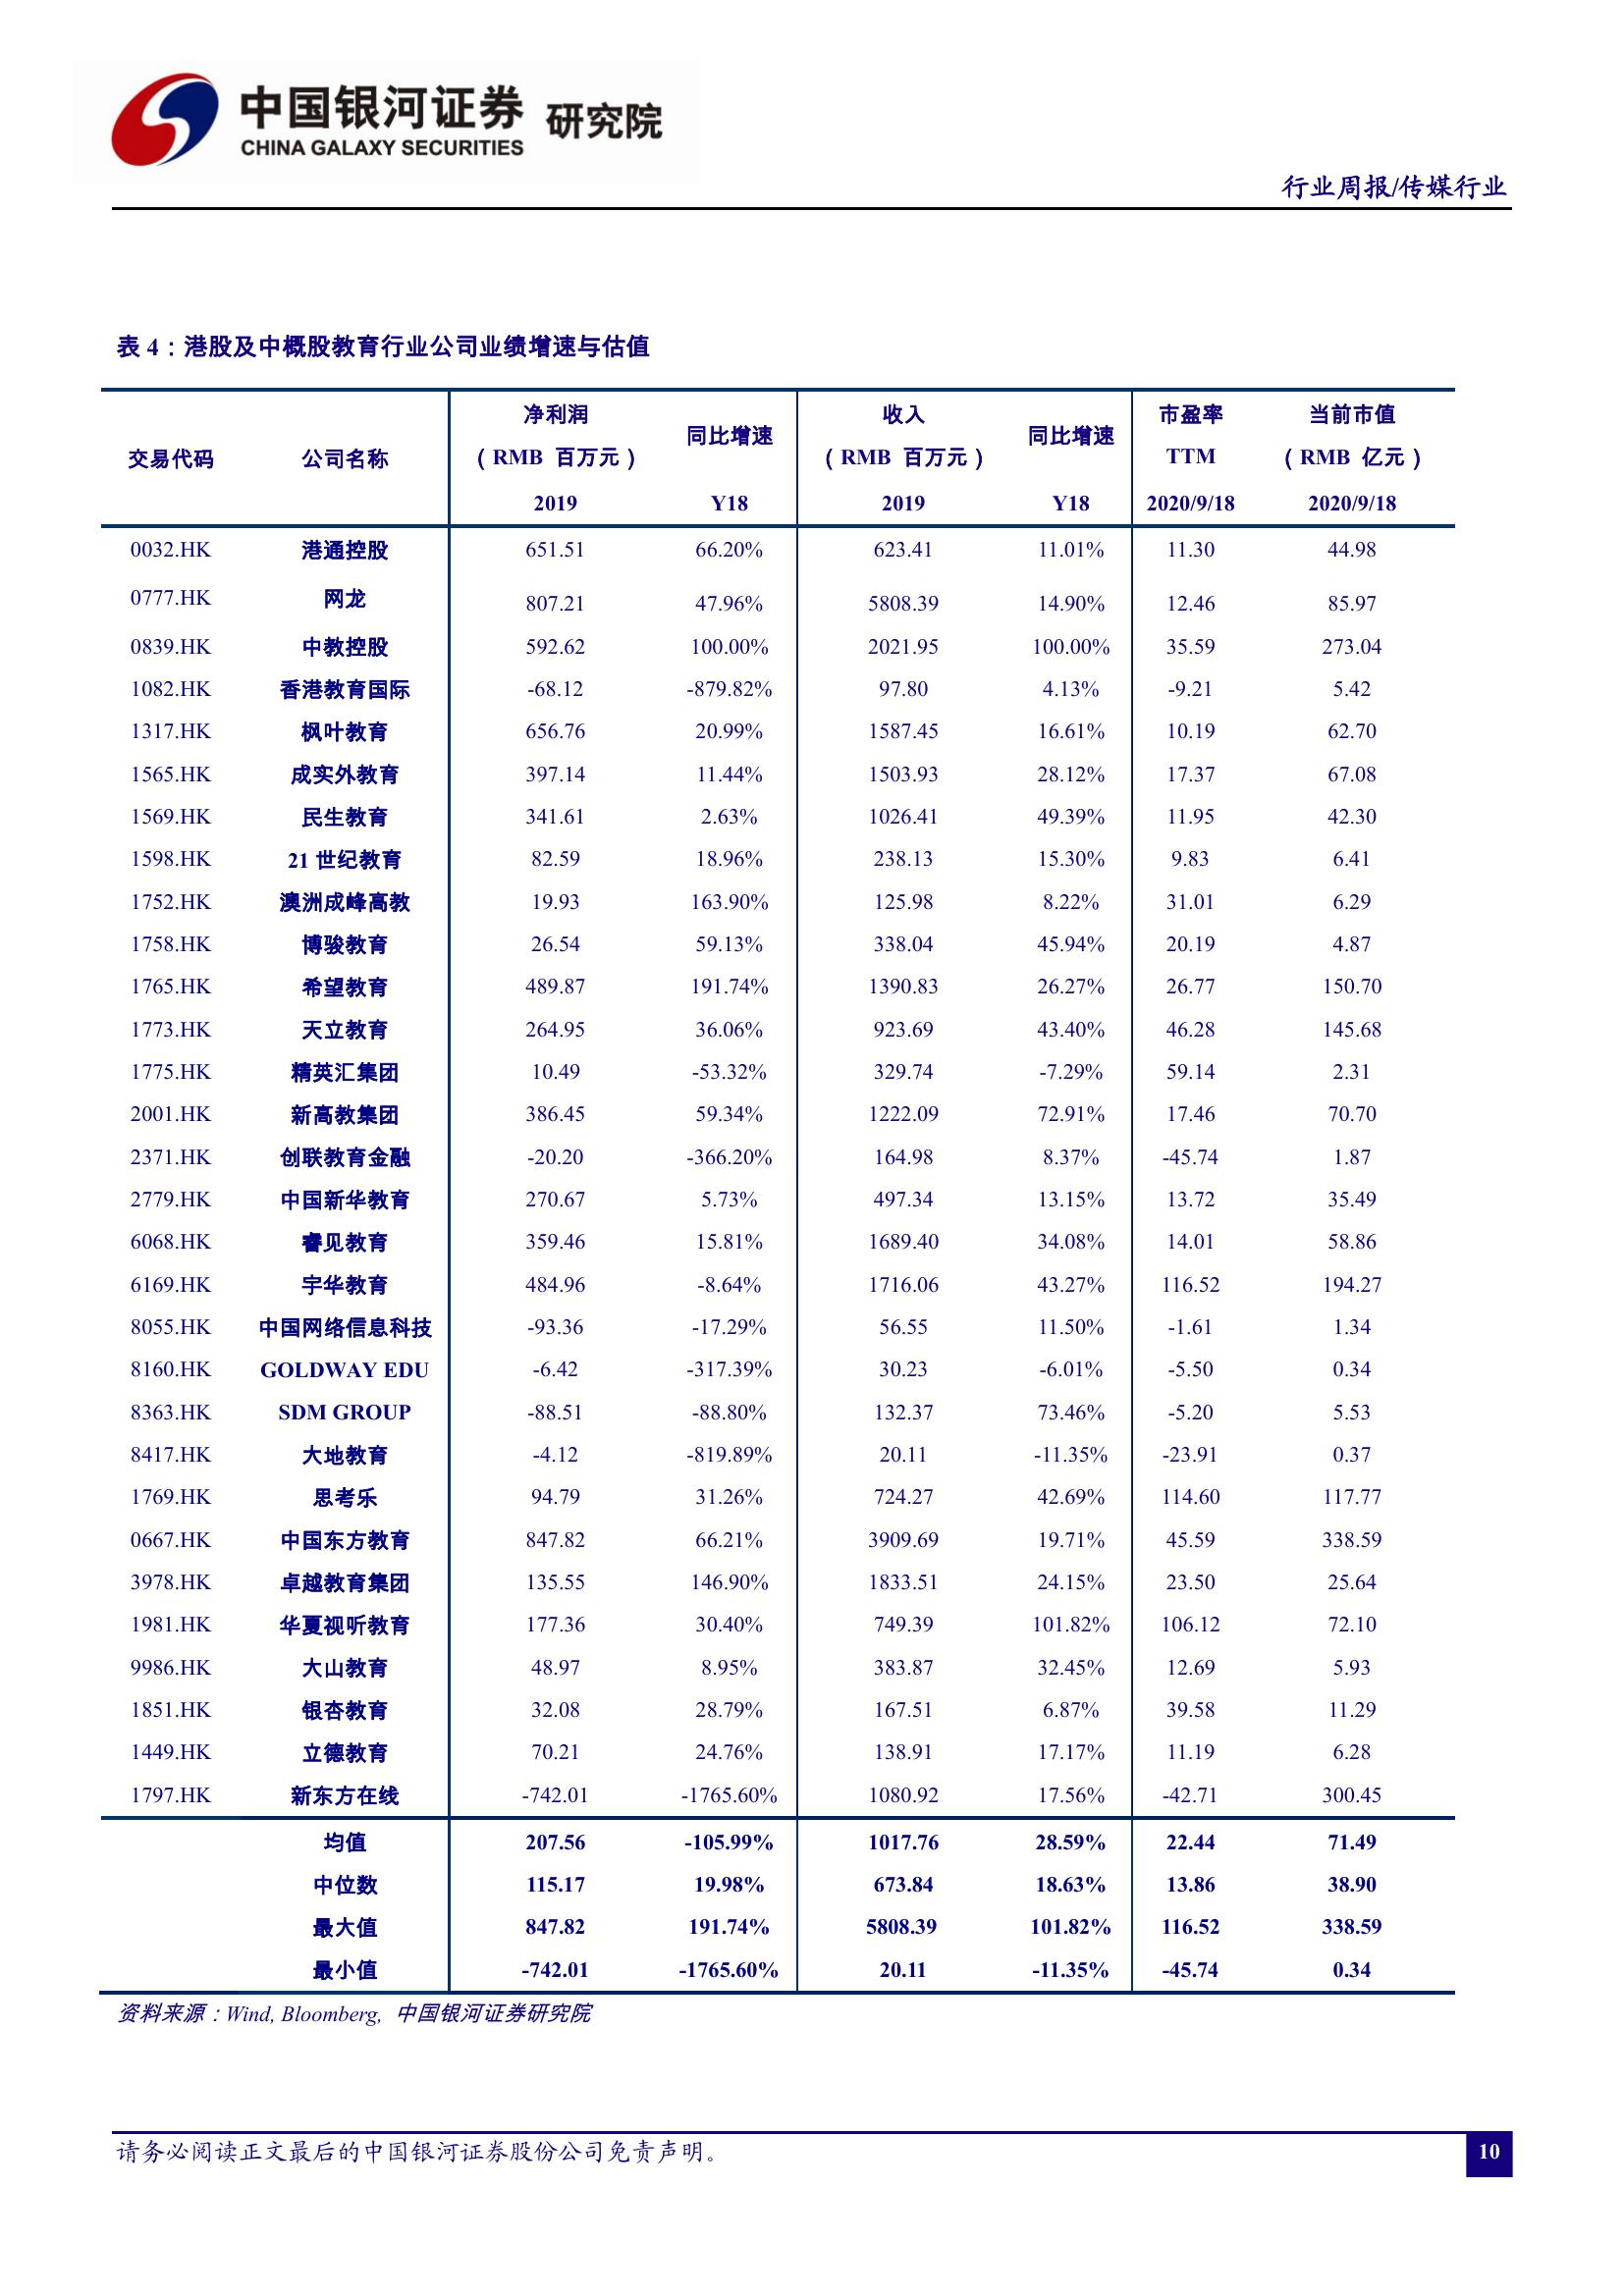 中国银河证券 研究院
CHINA GALAXY SECURITIES
行业周报/传媒行业
表 4：港股及中概股教育行业公司业绩增速与估值
交易代码 公司名称 净利润 同比增速 收入 同比增速 市盈率 当前市值
（RMB 百万元） （RMB 百万元） TTM （RMB 亿元）
2019 Y18 2019 Y18 2020/9/18 2020/9/18
0032.HK 港通控股 651.51 66.20% 623.41 11.01% 11.30 44.98
0777.HK 网龙 807.21 47.96% 5808.39 14.90% 12.46 85.97
0839.HK 中教控股 592.62 100.00% 2021.95 100.00% 35.59 273.04
1082.HK 香港教育国际 -68.12 -879.82% 97.80 4.13% -9.21 5.42
1317.HK 枫叶教育 656.76 20.99% 1587.45 16.61% 10.19 62.70
1565.HK 成实外教育 397.14 11.44% 1503.93 28.12% 17.37 67.08
1569.HK 民生教育 341.61 2.63% 1026.41 49.39% 11.95 42.30
1598.HK 21 世纪教育 82.59 18.96% 238.13 15.30% 9.83 6.41
1752.HK 澳洲成峰高教 19.93 163.90% 125.98 8.22% 31.01 6.29
1758.HK 博骏教育 26.54 59.13% 338.04 45.94% 20.19 4.87
1765.HK 希望教育 489.87 191.74% 1390.83 26.27% 26.77 150.70
1773.HK 天立教育 264.95 36.06% 923.69 43.40% 46.28 145.68
1775.HK 精英汇集团 10.49 -53.32% 329.74 -7.29% 59.14 2.31
2001.HK 新高教集团 386.45 59.34% 1222.09 72.91% 17.46 70.70
2371.HK 创联教育金融 -20.20 -366.20% 164.98 8.37% -45.74 1.87
2779.HK 中国新华教育 270.67 5.73% 497.34 13.15% 13.72 35.49
6068.HK 睿见教育 359.46 15.81% 1689.40 34.08% 14.01 58.86
6169.HK 宇华教育 484.96 -8.64% 1716.06 43.27% 116.52 194.27
8055.HK 中国网络信息科技 -93.36 -17.29% 56.55 11.50% -1.61 1.34
8160.HK GOLDWAY EDU -6.42 -317.39% 30.23 -6.01% -5.50 0.34
8363.HK SDM GROUP -88.51 -88.80% 132.37 73.46% -5.20 5.53
8417.HK 大地教育 -4.12 -819.89% 20.11 -11.35% -23.91 0.37
1769.HK 思考乐 94.79 31.26% 724.27 42.69% 114.60 117.77
0667.HK 中国东方教育 847.82 66.21% 3909.69 19.71% 45.59 338.59
3978.HK 卓越教育集团 135.55 146.90% 1833.51 24.15% 23.50 25.64
1981.HK 华夏视听教育 177.36 30.40% 749.39 101.82% 106.12 72.10
9986.HK 大山教育 48.97 8.95% 383.87 32.45% 12.69 5.93
1851.HK 银杏教育 32.08 28.79% 167.51 6.87% 39.58 11.29
1449.HK 立德教育 70.21 24.76% 138.91 17.17% 11.19 6.28
1797.HK 新东方在线 -742.01 -1765.60% 1080.92 17.56% -42.71 300.45
均值 207.56 -105.99% 1017.76 28.59% 22.44 71.49
中位数 115.17 19.98% 673.84 18.63% 13.86 38.90
最大值 847.82 191.74% 5808.39 101.82% 116.52 338.59
最小值 -742.01 -1765.60% 20.11 -11.35% -45.74 0.34
资料来源：Wind, Bloomberg, 中国银河证券研究院
请务必阅读正文最后的中国银河证券股份公司免责声明。
10